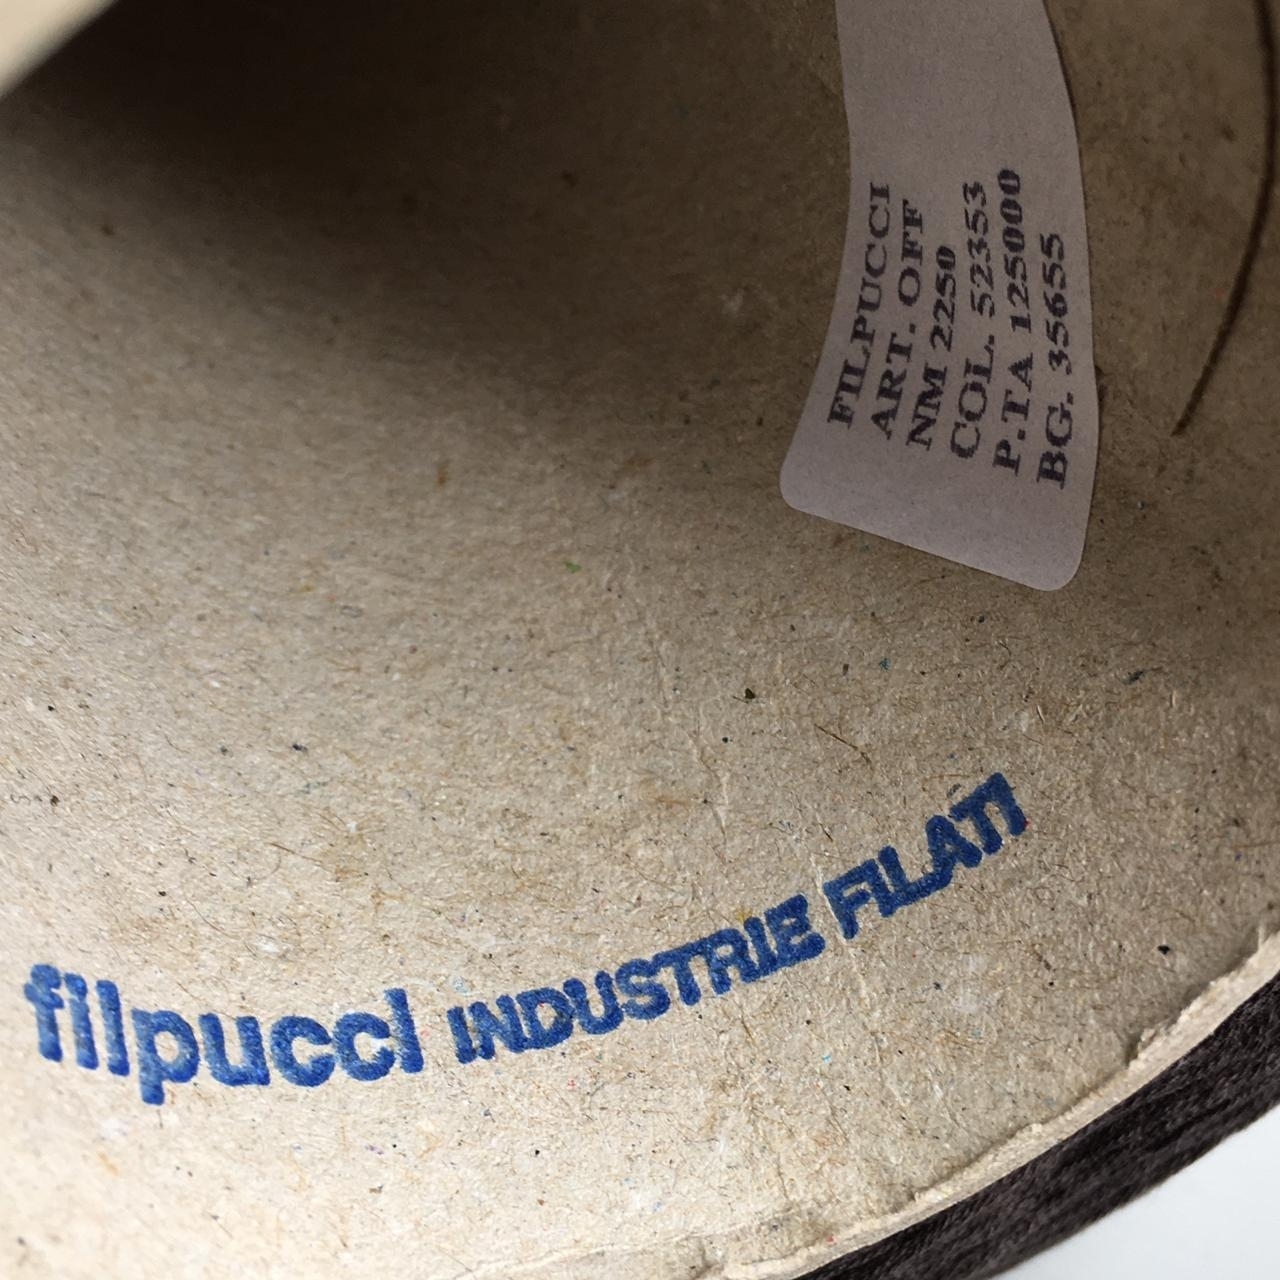 FILPUCCI
ART. OFF
NM 2250
COL. 52353
P.TA 125000
BG. 35655
filpucci INDUSTRIE FILATI